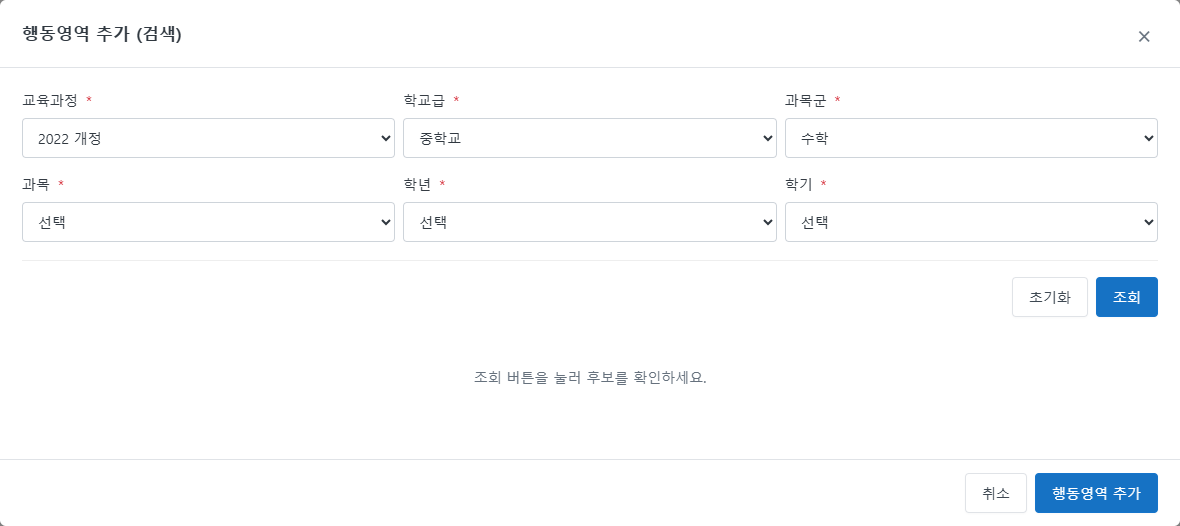 행동영역 추가 (검색)
×
교육과정 * 학교급 * 과목군 *
2022 개정 중학교 수학
과목 * 학년 * 학기 *
선택 선택 선택
초기화 조회
조회 버튼을 눌러 후보를 확인하세요.
취소 행동영역 추가